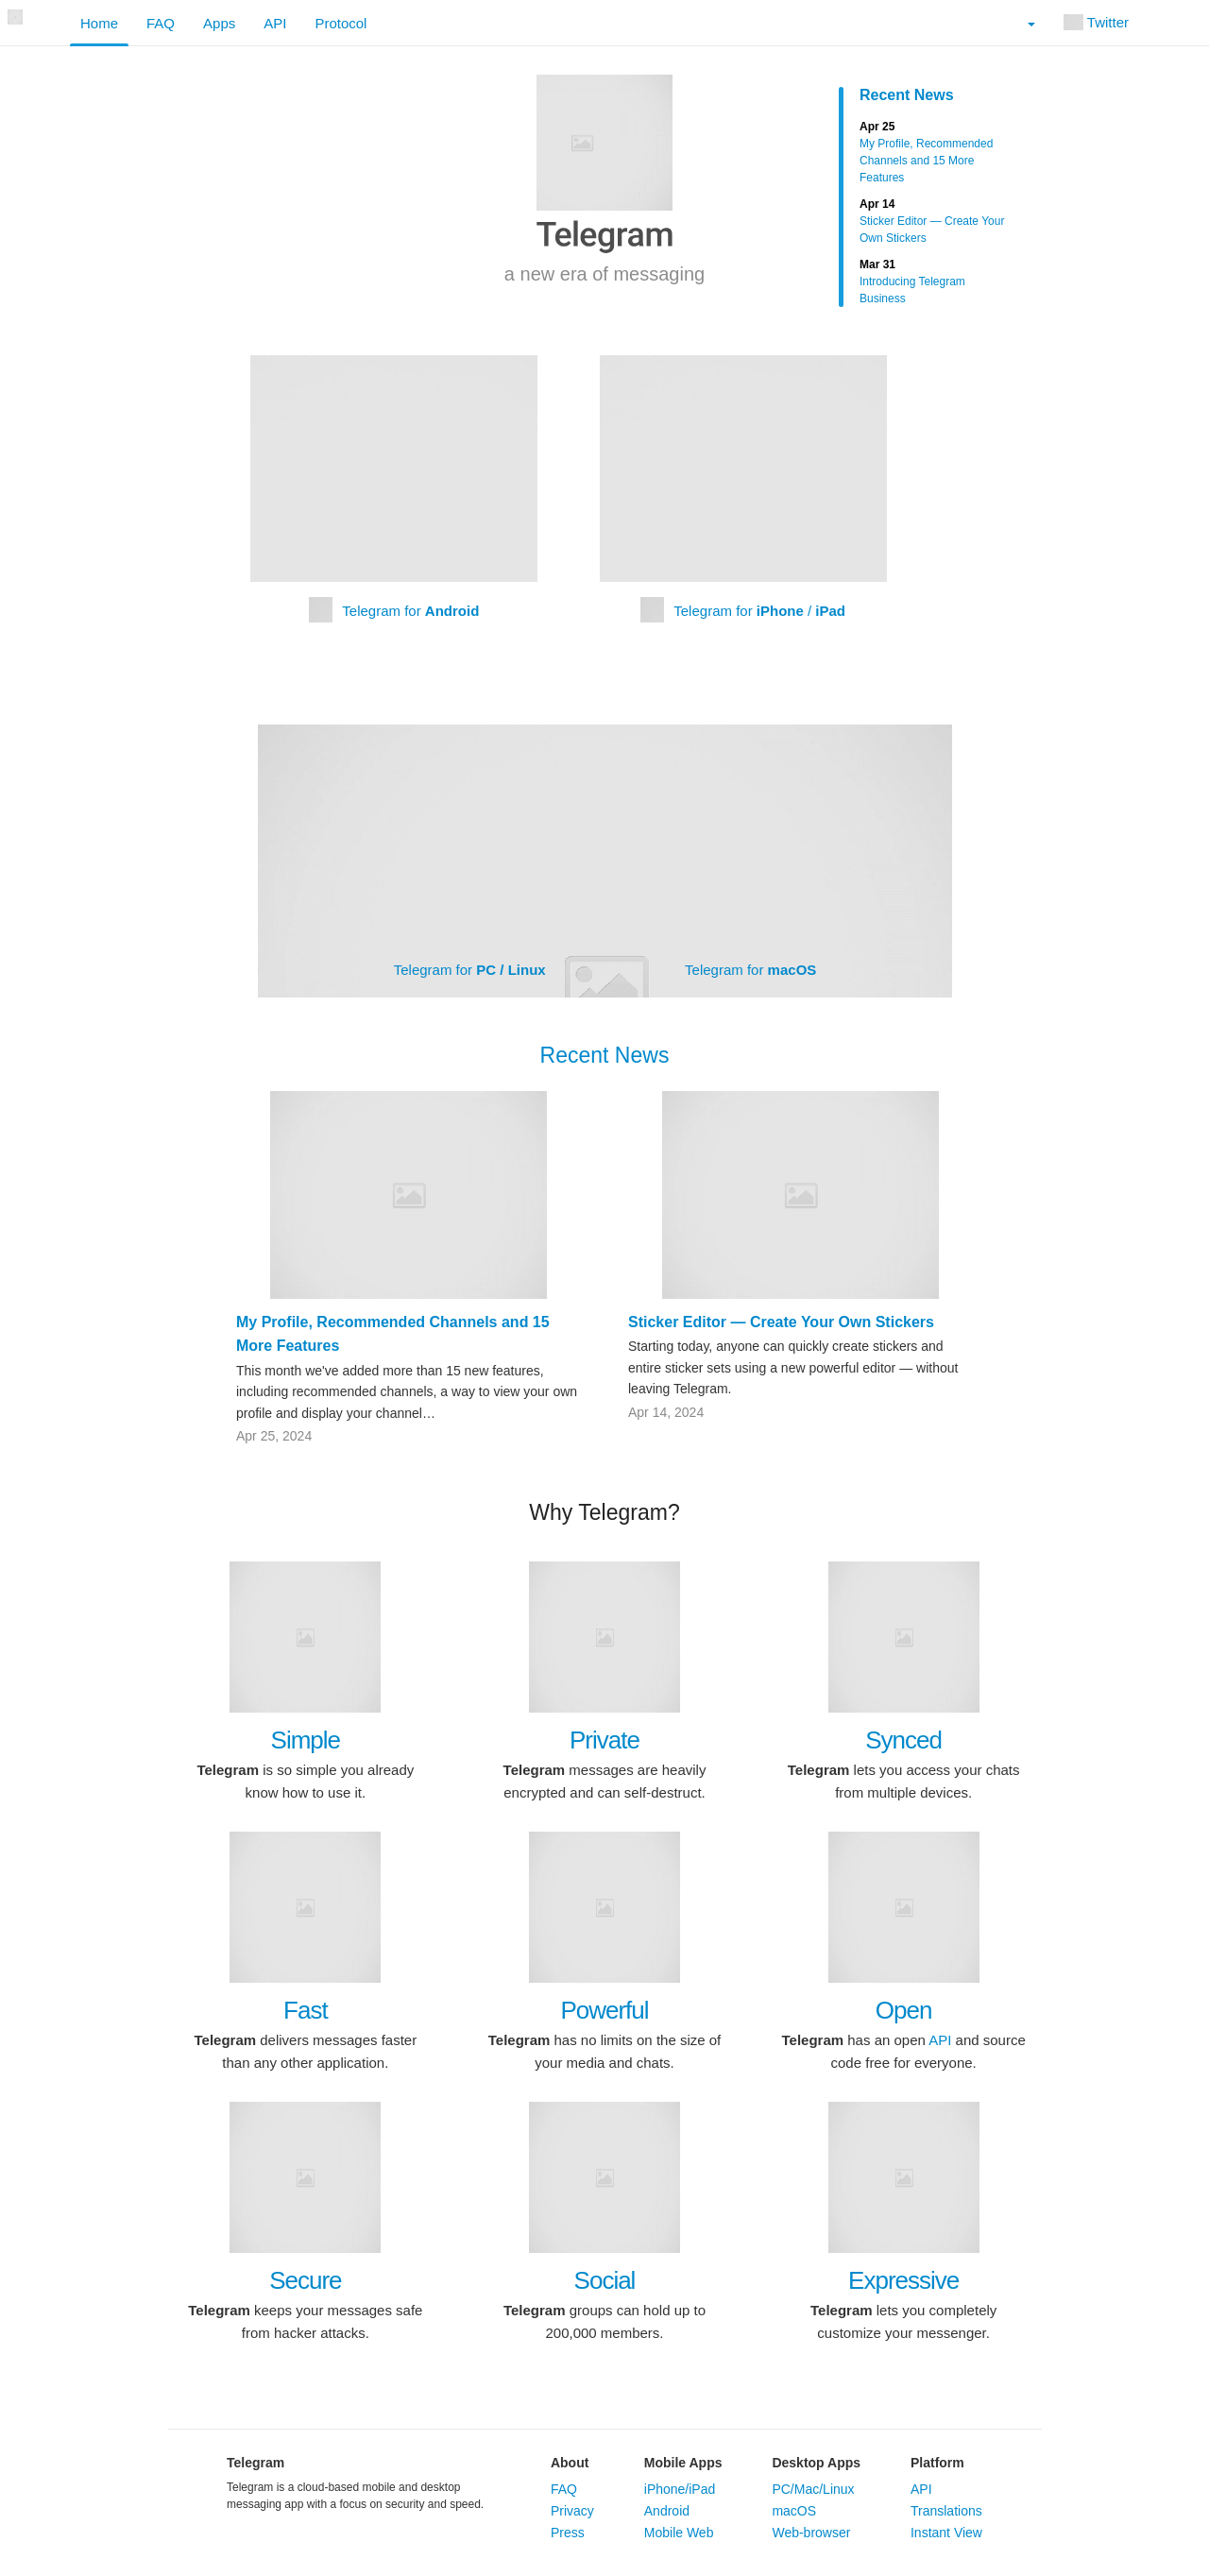 Home FAQ Apps API Protocol Twitter
Telegram
a new era of messaging
Recent News
Apr 25
My Profile, Recommended
Channels and 15 More
Features
Apr 14
Sticker Editor — Create Your
Own Stickers
Mar 31
Introducing Telegram
Business
Telegram for Android
Telegram for iPhone / iPad
Telegram for PC / Linux
Telegram for macOS
Recent News
My Profile, Recommended Channels and 15
More Features
This month we've added more than 15 new features,
including recommended channels, a way to view your own
profile and display your channel…
Apr 25, 2024
Sticker Editor — Create Your Own Stickers
Starting today, anyone can quickly create stickers and
entire sticker sets using a new powerful editor — without
leaving Telegram.
Apr 14, 2024
Why Telegram?
Simple
Telegram is so simple you already
know how to use it.
Private
Telegram messages are heavily
encrypted and can self-destruct.
Synced
Telegram lets you access your chats
from multiple devices.
Fast
Telegram delivers messages faster
than any other application.
Powerful
Telegram has no limits on the size of
your media and chats.
Open
Telegram has an open API and source
code free for everyone.
Secure
Telegram keeps your messages safe
from hacker attacks.
Social
Telegram groups can hold up to
200,000 members.
Expressive
Telegram lets you completely
customize your messenger.
Telegram
Telegram is a cloud-based mobile and desktop
messaging app with a focus on security and speed.
About
FAQ
Privacy
Press
Mobile Apps
iPhone/iPad
Android
Mobile Web
Desktop Apps
PC/Mac/Linux
macOS
Web-browser
Platform
API
Translations
Instant View